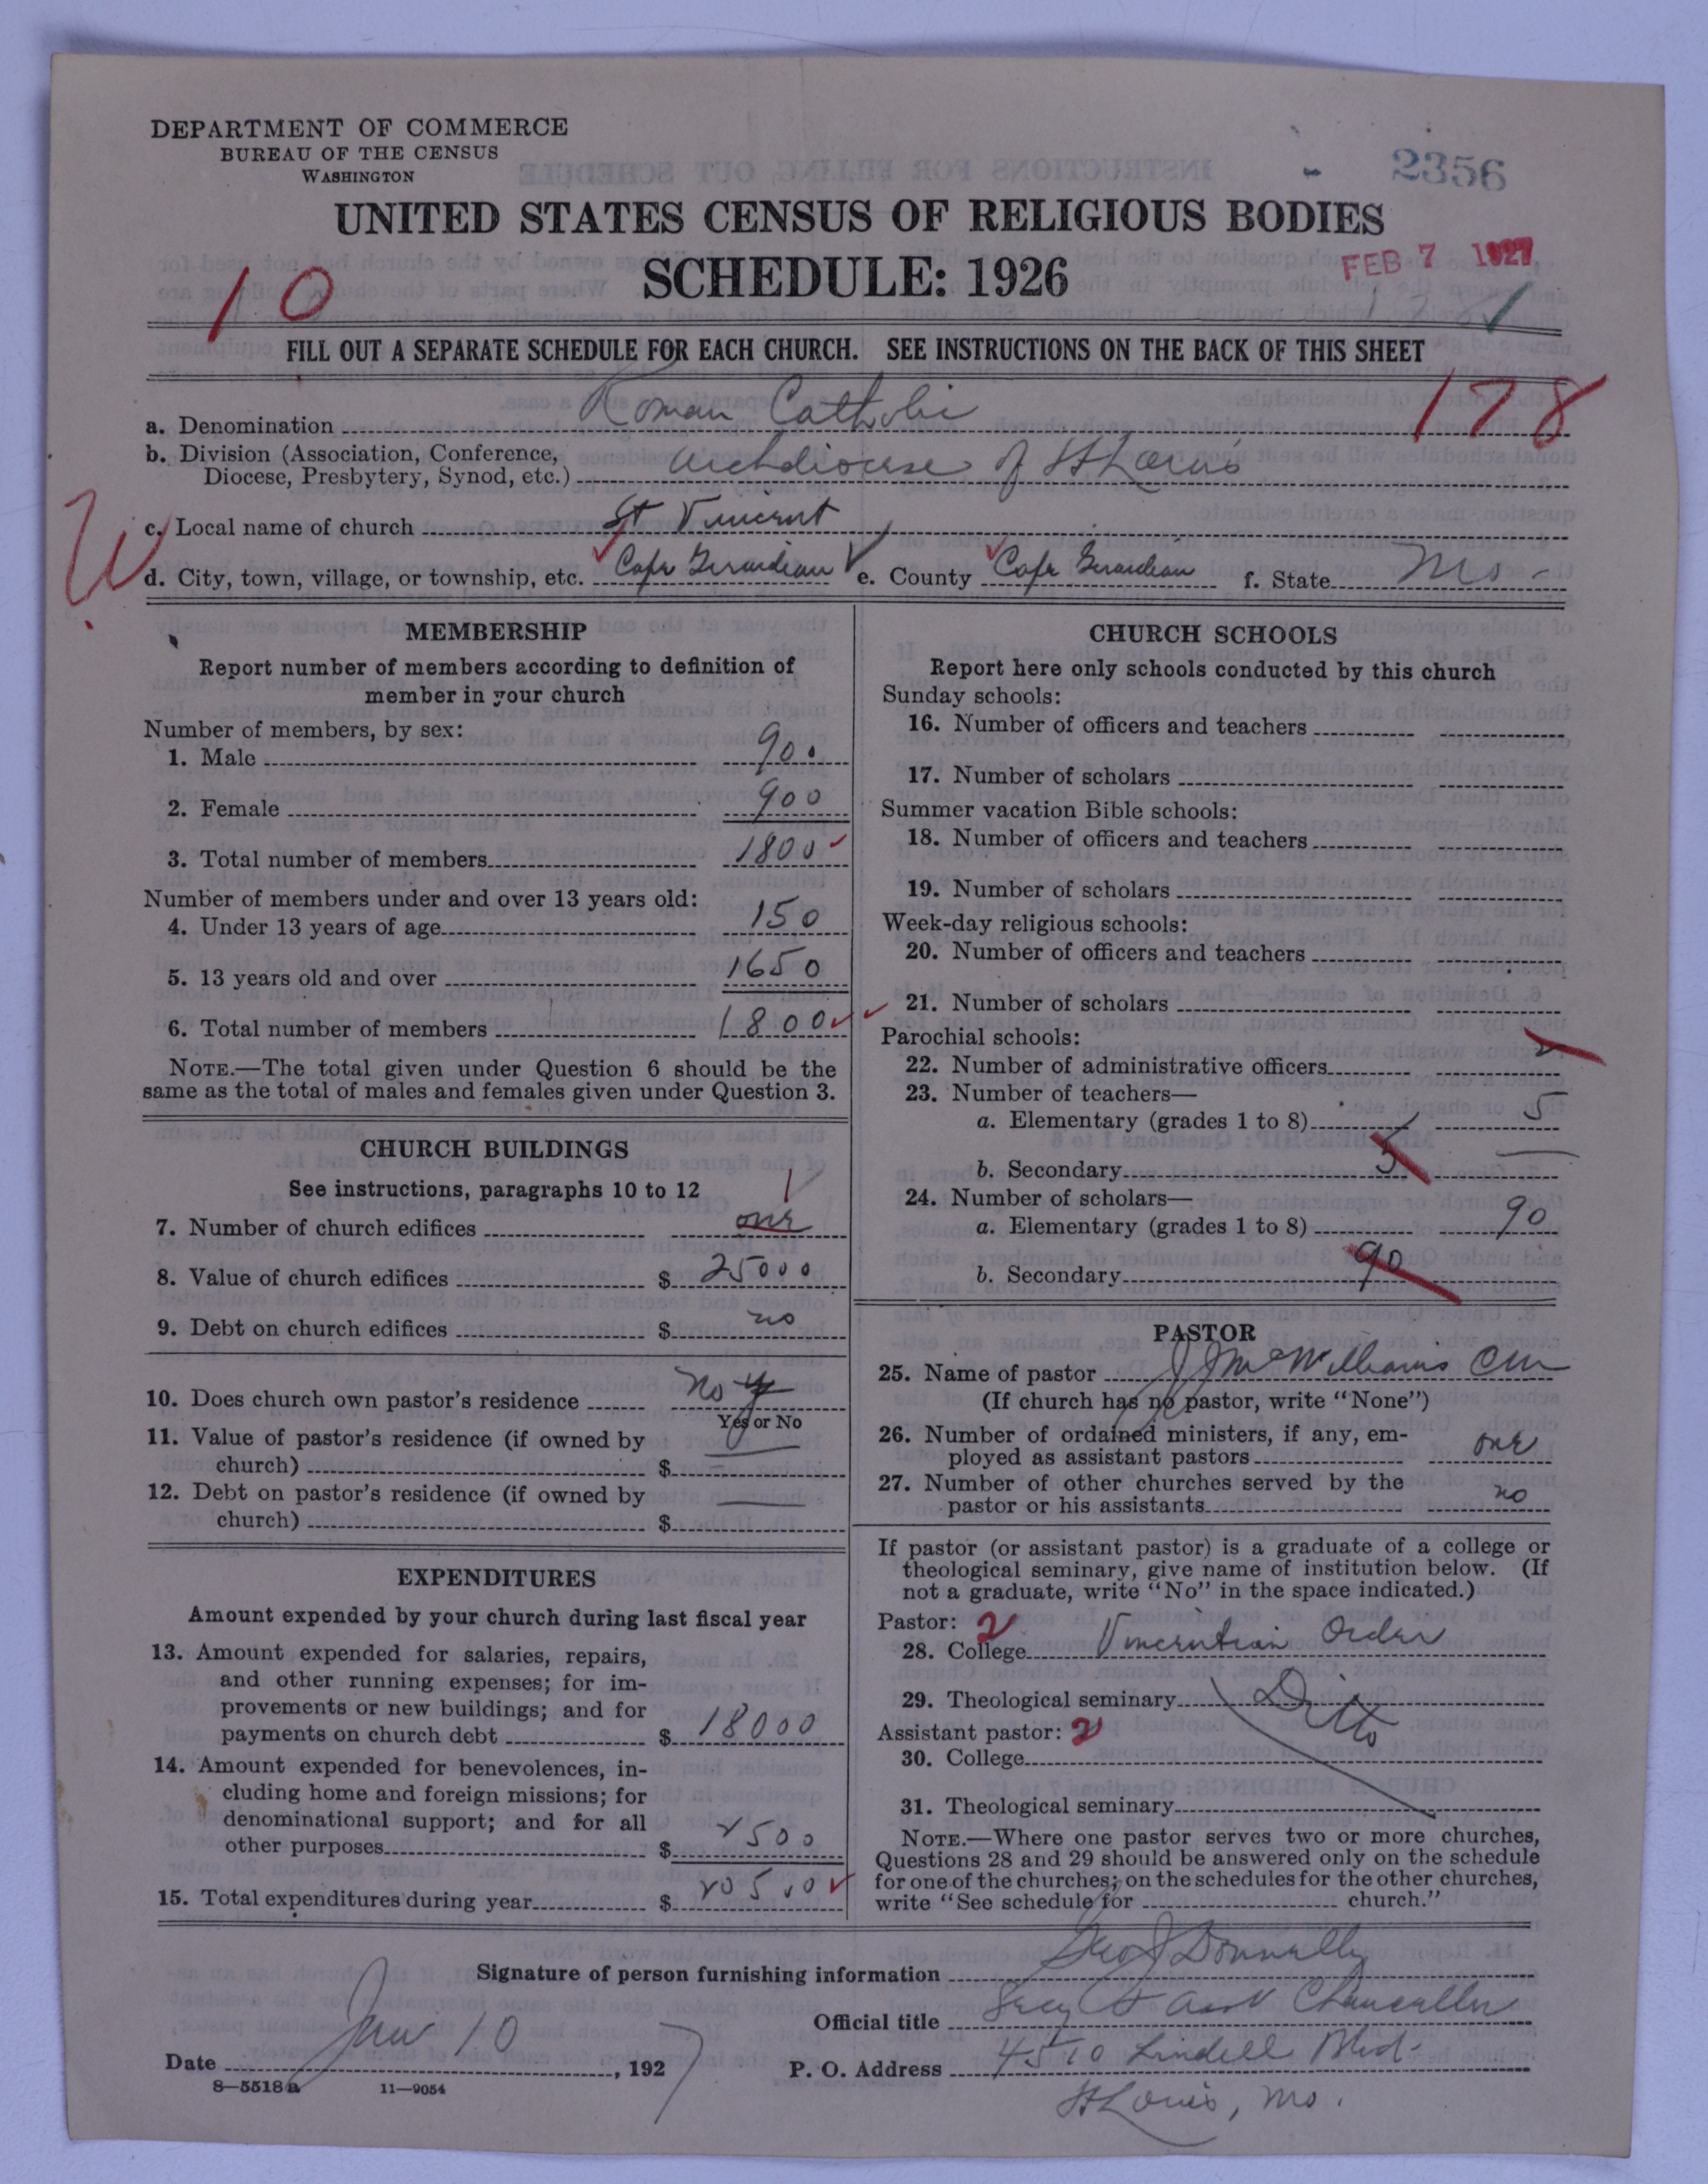 DEPARTMENT OF COMMERCE
BUREAU OF THE CENSUS
WASHINGTON
2356
UNITED STATES CENSUS OF RELIGIOUS BODIES
SCHEDULE: 1926
FEB 7 1927
10
FILL OUT A SEPARATE SCHEDULE FOR EACH CHURCH. SEE INSTRUCTIONS ON THE BACK OF THIS SHEET
178
a. Denomination Roman Catholic
b. Division (Association, Conference,
Diocese, Presbytery, Synod, etc.) Archdiocese of St Louis
c. Local name of church St Vincent
W
d. City, town, village, or township, etc. Cape Girardeau e. County Cape Girardeau f. State Mo-
MEMBERSHIP
Report number of members according to definition of
member in your church
Number of members, by sex:
1. Male 900
2. Female 900
3. Total number of members 1800
Number of members under and over 13 years old:
4. Under 13 years of age 150
5. 13 years old and over 1650
6. Total number of members 1800
NOTE.—The total given under Question 6 should be the
same as the total of males and females given under Question 3.
CHURCH BUILDINGS
See instructions, paragraphs 10 to 12
1
7. Number of church edifices one
8. Value of church edifices $ 25000
9. Debt on church edifices $ no
10. Does church own pastor's residence no
Yes or No
11. Value of pastor's residence (if owned by
church) $
12. Debt on pastor's residence (if owned by
church) $
EXPENDITURES
Amount expended by your church during last fiscal year
13. Amount expended for salaries, repairs,
and other running expenses; for im-
provements or new buildings; and for
payments on church debt $ 18000
14. Amount expended for benevolences, in-
cluding home and foreign missions; for
denominational support; and for all
other purposes $ 2500
15. Total expenditures during year $ 20500
CHURCH SCHOOLS
Report here only schools conducted by this church
Sunday schools:
16. Number of officers and teachers
17. Number of scholars
Summer vacation Bible schools:
18. Number of officers and teachers
19. Number of scholars
Week-day religious schools:
20. Number of officers and teachers
21. Number of scholars
Parochial schools:
22. Number of administrative officers
23. Number of teachers—
a. Elementary (grades 1 to 8) 5
b. Secondary 5
24. Number of scholars—
a. Elementary (grades 1 to 8) 90
b. Secondary 90
PASTOR
25. Name of pastor J J McWilliams CM
(If church has no pastor, write "None")
26. Number of ordained ministers, if any, em-
ployed as assistant pastors one
27. Number of other churches served by the
pastor or his assistants no
If pastor (or assistant pastor) is a graduate of a college or
theological seminary, give name of institution below. (If
not a graduate, write "No" in the space indicated.)
Pastor: 2
28. College Vincentian Order
29. Theological seminary Ditto
Assistant pastor: 2
30. College
31. Theological seminary
NOTE.—Where one pastor serves two or more churches,
Questions 28 and 29 should be answered only on the schedule
for one of the churches; on the schedules for the other churches,
write "See schedule for church."
Signature of person furnishing information Geo J Donnelly
Official title Secy & Asst Chancellor
Date Jan 10, 1927 P. O. Address 4510 Lindell Blvd-
8—5518a 11—9054
St Louis, Mo.